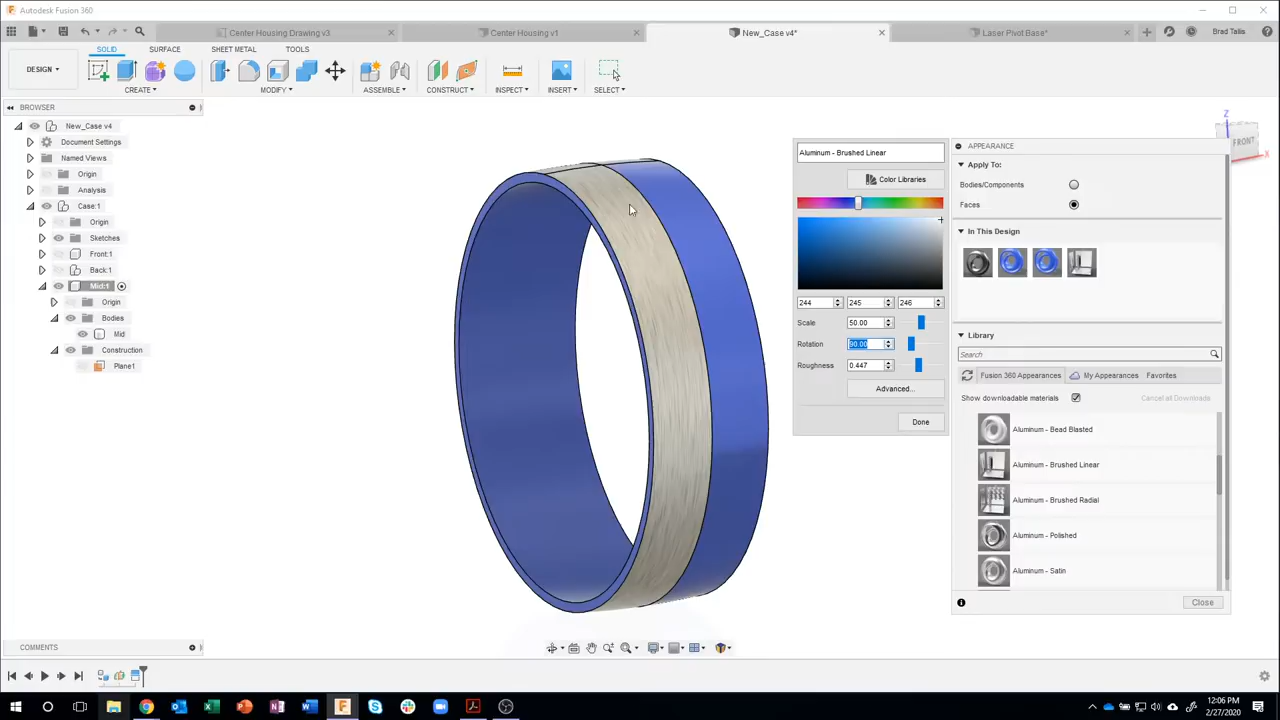 Autodesk Fusion 360
Center Housing Drawing v3
Center Housing v1
New_Case v4*
Laser Pivot Base*
Brad Tallis
SOLID
SURFACE
SHEET METAL
TOOLS
DESIGN
CREATE
MODIFY
ASSEMBLE
CONSTRUCT
INSPECT
INSERT
SELECT
BROWSER
New_Case v4
Document Settings
Named Views
Origin
Analysis
Case:1
Origin
Sketches
Front:1
Back:1
Mid:1
Origin
Bodies
Mid
Construction
Plane1
Z
FRONT
X
Aluminum - Brushed Linear
Color Libraries
244 245 246
Scale 50.00
Rotation 90.00
Roughness 0.447
Advanced...
Done
APPEARANCE
Apply To:
Bodies/Components
Faces
In This Design
Library
Search
Fusion 360 Appearances My Appearances Favorites
Show downloadable materials Cancel all Downloads
Aluminum - Bead Blasted
Aluminum - Brushed Linear
Aluminum - Brushed Radial
Aluminum - Polished
Aluminum - Satin
Close
COMMENTS
12:06 PM
2/27/2020